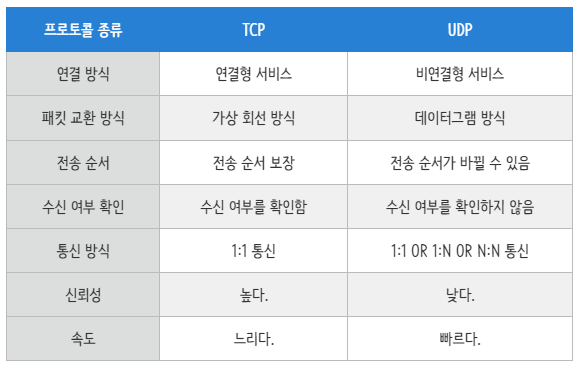 프로토콜 종류 TCP UDP
연결 방식 연결형 서비스 비연결형 서비스
패킷 교환 방식 가상 회선 방식 데이터그램 방식
전송 순서 전송 순서 보장 전송 순서가 바뀔 수 있음
수신 여부 확인 수신 여부를 확인함 수신 여부를 확인하지 않음
통신 방식 1:1 통신 1:1 OR 1:N OR N:N 통신
신뢰성 높다. 낮다.
속도 느리다. 빠르다.